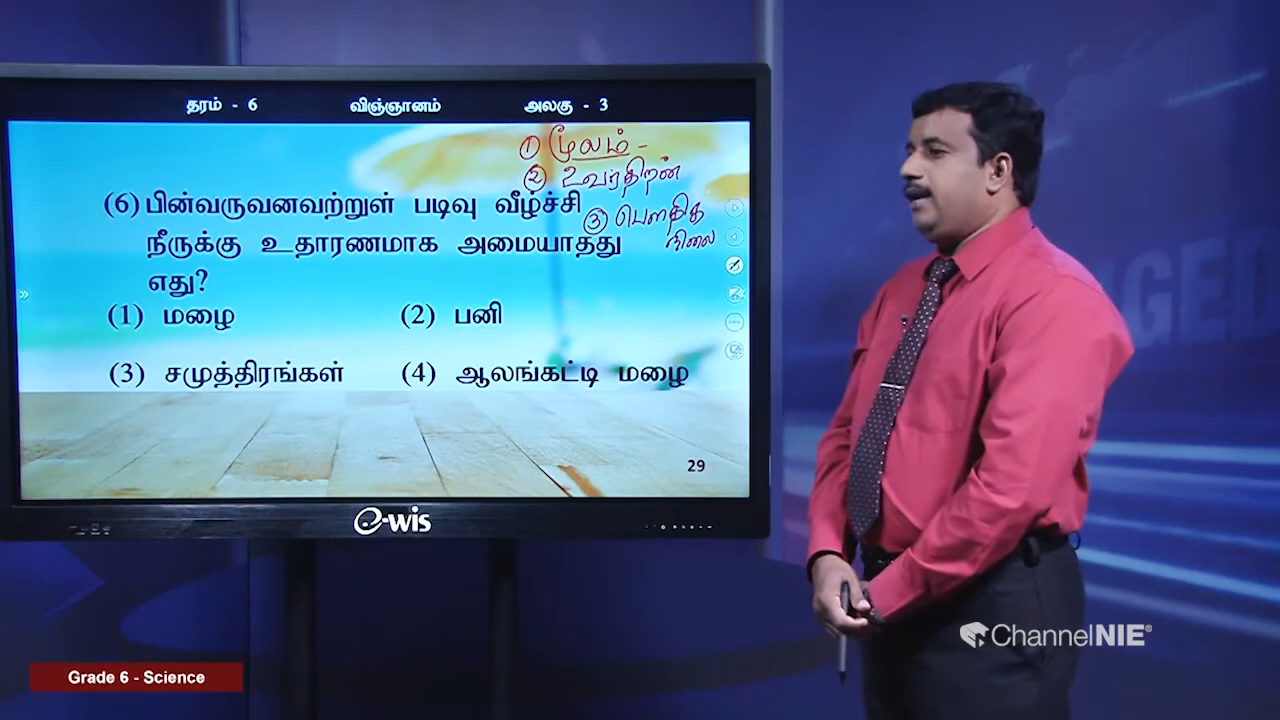 தரம் - 6 விஞ்ஞானம் அலகு - 3
① மூலம் -
② உவர்திறன்
(6) பின்வருவனவற்றுள் படிவு வீழ்ச்சி
③ பௌதிக
நிலை
நீருக்கு உதாரணமாக அமையாதது
எது?
(1) மழை (2) பனி
(3) சமுத்திரங்கள் (4) ஆலங்கட்டி மழை
29
e-wis
GED
ChannelNIE®
Grade 6 - Science